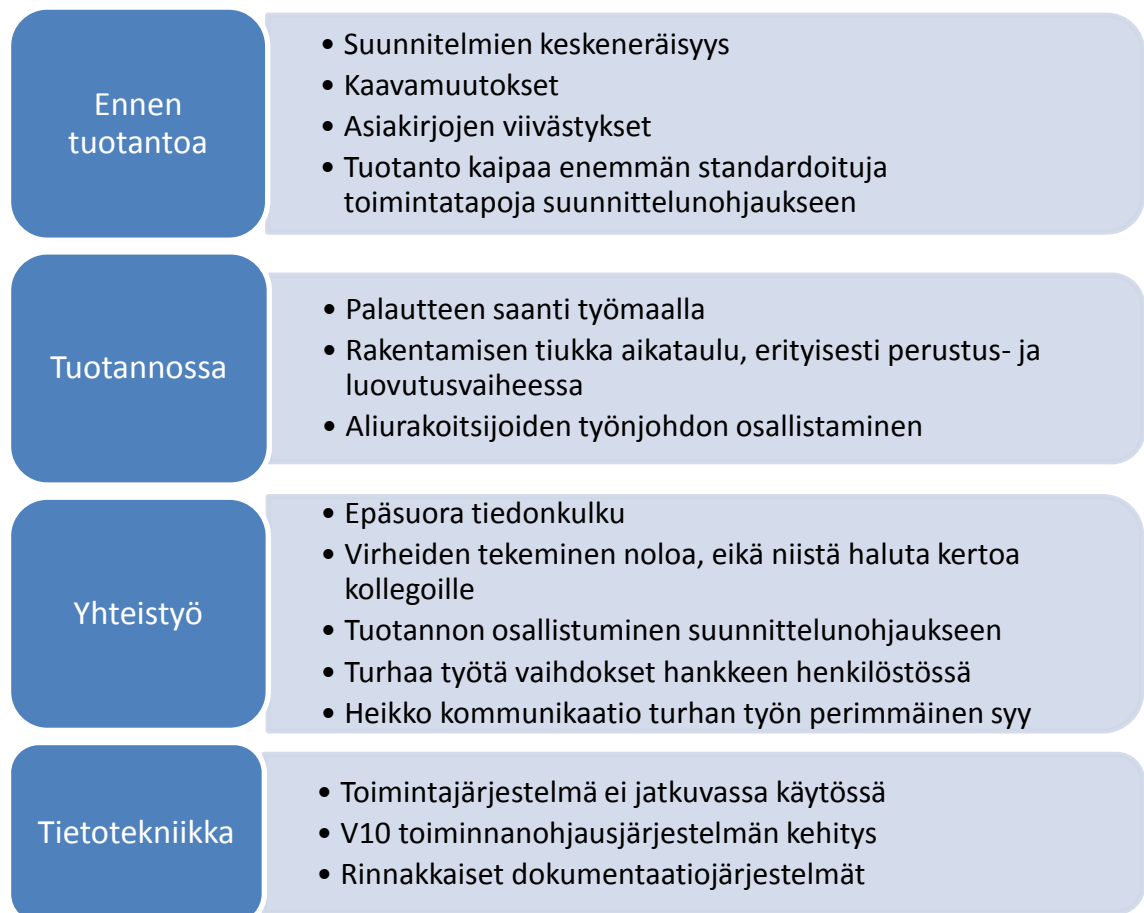 Ennen
tuotantoa
• Suunnitelmien keskeneräisyys
• Kaavamuutokset
• Asiakirjojen viivästykset
• Tuotanto kaipaa enemmän standardoituja
toimintatapoja suunnittelunohjaukseen
Tuotannossa
• Palautteen saanti työmaalla
• Rakentamisen tiukka aikataulu, erityisesti perustus- ja
luovutusvaiheessa
• Aliurakoitsijoiden työnjohdon osallistaminen
Yhteistyö
• Epäsuora tiedonkulku
• Virheiden tekeminen noloa, eikä niistä haluta kertoa
kollegoille
• Tuotannon osallistuminen suunnittelunohjaukseen
• Turhaa työtä vaihdokset hankkeen henkilöstössä
• Heikko kommunikaatio turhan työn perimmäinen syy
Tietotekniikka
• Toimintajärjestelmä ei jatkuvassa käytössä
• V10 toiminnanohjausjärjestelmän kehitys
• Rinnakkaiset dokumentaatiojärjestelmät